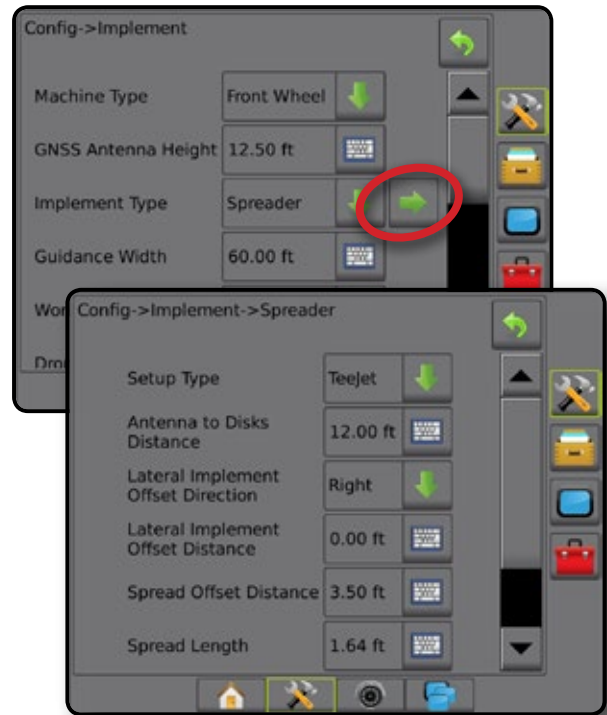 Config->Implement
Machine Type Front Wheel
GNSS Antenna Height 12.50 ft
Implement Type Spreader
Guidance Width 60.00 ft
Wor
Dro
Config->Implement->Spreader
Setup Type TeeJet
Antenna to Disks
Distance 12.00 ft
Lateral Implement
Offset Direction Right
Lateral Implement
Offset Distance 0.00 ft
Spread Offset Distance 3.50 ft
Spread Length 1.64 ft